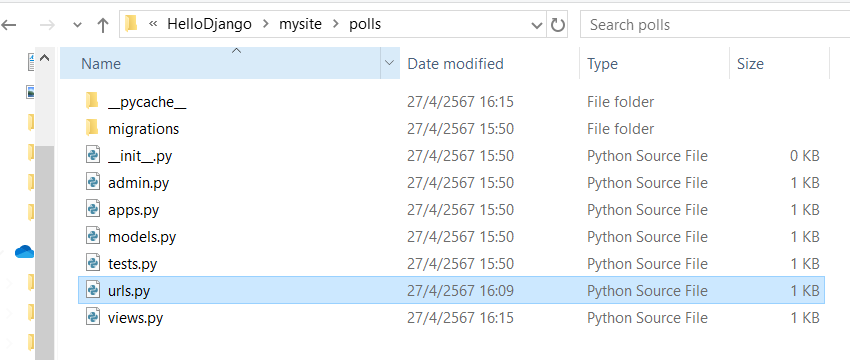 « HelloDjango > mysite > polls
Search polls
Name Date modified Type Size
__pycache__ 27/4/2567 16:15 File folder
migrations 27/4/2567 15:50 File folder
__init__.py 27/4/2567 15:50 Python Source File 0 KB
admin.py 27/4/2567 15:50 Python Source File 1 KB
apps.py 27/4/2567 15:50 Python Source File 1 KB
models.py 27/4/2567 15:50 Python Source File 1 KB
tests.py 27/4/2567 15:50 Python Source File 1 KB
urls.py 27/4/2567 16:09 Python Source File 1 KB
views.py 27/4/2567 16:15 Python Source File 1 KB